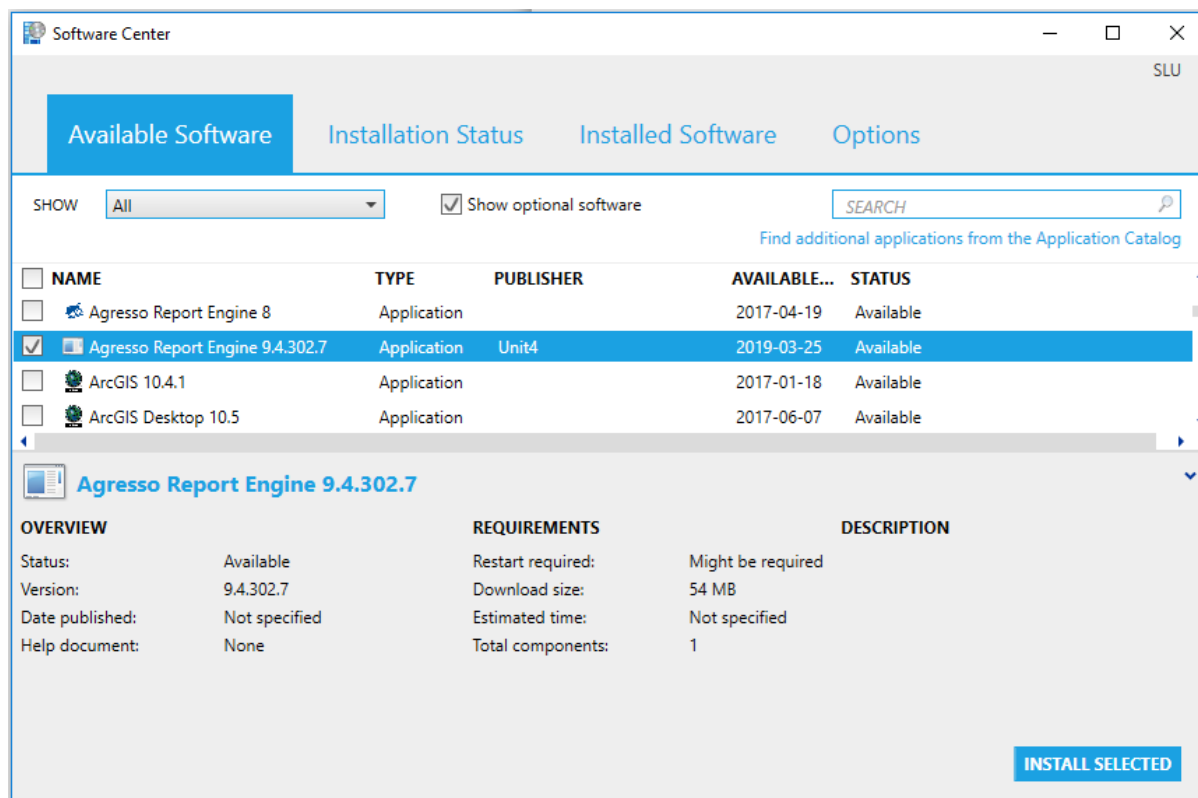 Software Center
SLU
Available Software Installation Status Installed Software Options
SHOW All Show optional software SEARCH
Find additional applications from the Application Catalog
NAME TYPE PUBLISHER AVAILABLE... STATUS
Agresso Report Engine 8 Application 2017-04-19 Available
Agresso Report Engine 9.4.302.7 Application Unit4 2019-03-25 Available
ArcGIS 10.4.1 Application 2017-01-18 Available
ArcGIS Desktop 10.5 Application 2017-06-07 Available
Agresso Report Engine 9.4.302.7
OVERVIEW REQUIREMENTS DESCRIPTION
Status: Available Restart required: Might be required
Version: 9.4.302.7 Download size: 54 MB
Date published: Not specified Estimated time: Not specified
Help document: None Total components: 1
INSTALL SELECTED